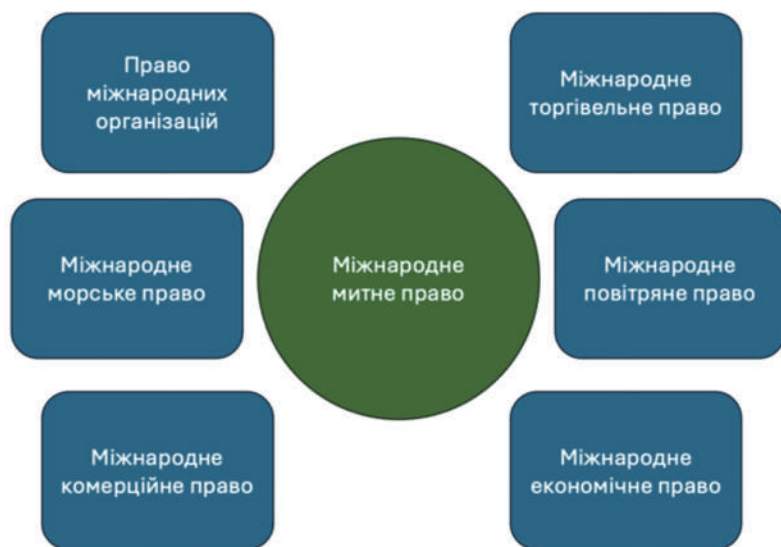 Право
міжнародних
організацій
Міжнародне
торгівельне право
Міжнародне
морське право
Міжнародне
митне право
Міжнародне
повітряне право
Міжнародне
комерційне право
Міжнародне
економічне право